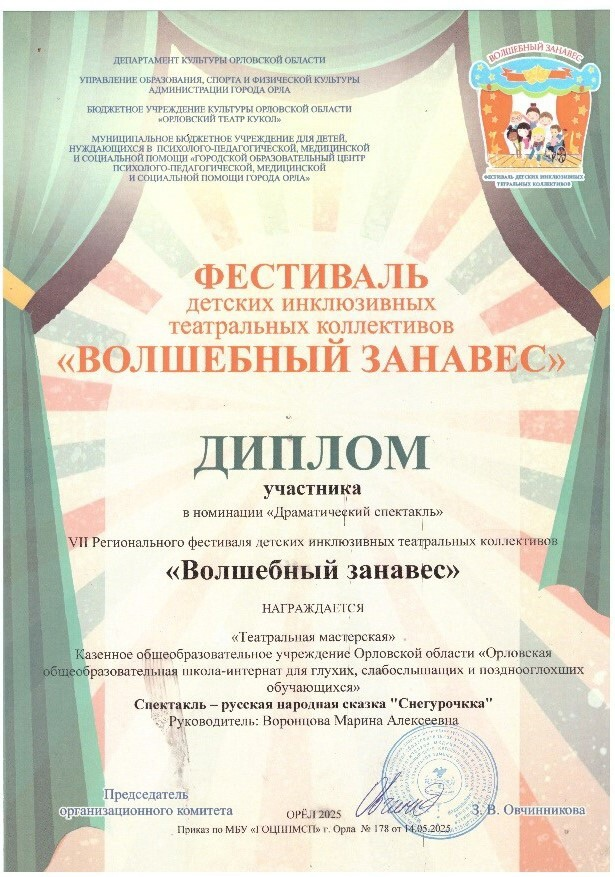 ДЕПАРТАМЕНТ КУЛЬТУРЫ ОРЛОВСКОЙ ОБЛАСТИ
УПРАВЛЕНИЕ ОБРАЗОВАНИЯ, СПОРТА И ФИЗИЧЕСКОЙ КУЛЬТУРЫ
АДМИНИСТРАЦИИ ГОРОДА ОРЛА
БЮДЖЕТНОЕ УЧРЕЖДЕНИЕ КУЛЬТУРЫ ОРЛОВСКОЙ ОБЛАСТИ
«ОРЛОВСКИЙ ТЕАТР КУКОЛ»
МУНИЦИПАЛЬНОЕ БЮДЖЕТНОЕ УЧРЕЖДЕНИЕ ДЛЯ ДЕТЕЙ,
НУЖДАЮЩИХСЯ В ПСИХОЛОГО-ПЕДАГОГИЧЕСКОЙ, МЕДИЦИНСКОЙ
И СОЦИАЛЬНОЙ ПОМОЩИ «ГОРОДСКОЙ ОБРАЗОВАТЕЛЬНЫЙ ЦЕНТР
ПСИХОЛОГО-ПЕДАГОГИЧЕСКОЙ, МЕДИЦИНСКОЙ
И СОЦИАЛЬНОЙ ПОМОЩИ ГОРОДА ОРЛА»
ВОЛШЕБНЫЙ ЗАНАВЕС
ФЕСТИВАЛЬ ДЕТСКИХ ИНКЛЮЗИВНЫХ
ТЕТРАЛЬНЫХ КОЛЛЕКТИВОВ
ФЕСТИВАЛЬ
детских инклюзивных
театральных коллективов
«ВОЛШЕБНЫЙ ЗАНАВЕС»
ДИПЛОМ
участника
в номинации «Драматический спектакль»
VII Регионального фестиваля детских инклюзивных театральных коллективов
«Волшебный занавес»
НАГРАЖДАЕТСЯ
«Театральная мастерская»
Казенное общеобразовательное учреждение Орловской области «Орловская
общеобразовательная школа-интернат для глухих, слабослышащих и позднооглохших
обучающихся»
Спектакль – русская народная сказка "Снегурочкка"
Руководитель: Воронцова Марина Алексеевна
Председатель
организационного комитета
З. В. Овчинникова
ОРЁЛ 2025
Приказ по МБУ «ГОЦППМСП» г. Орла № 178 от 14.05.2025